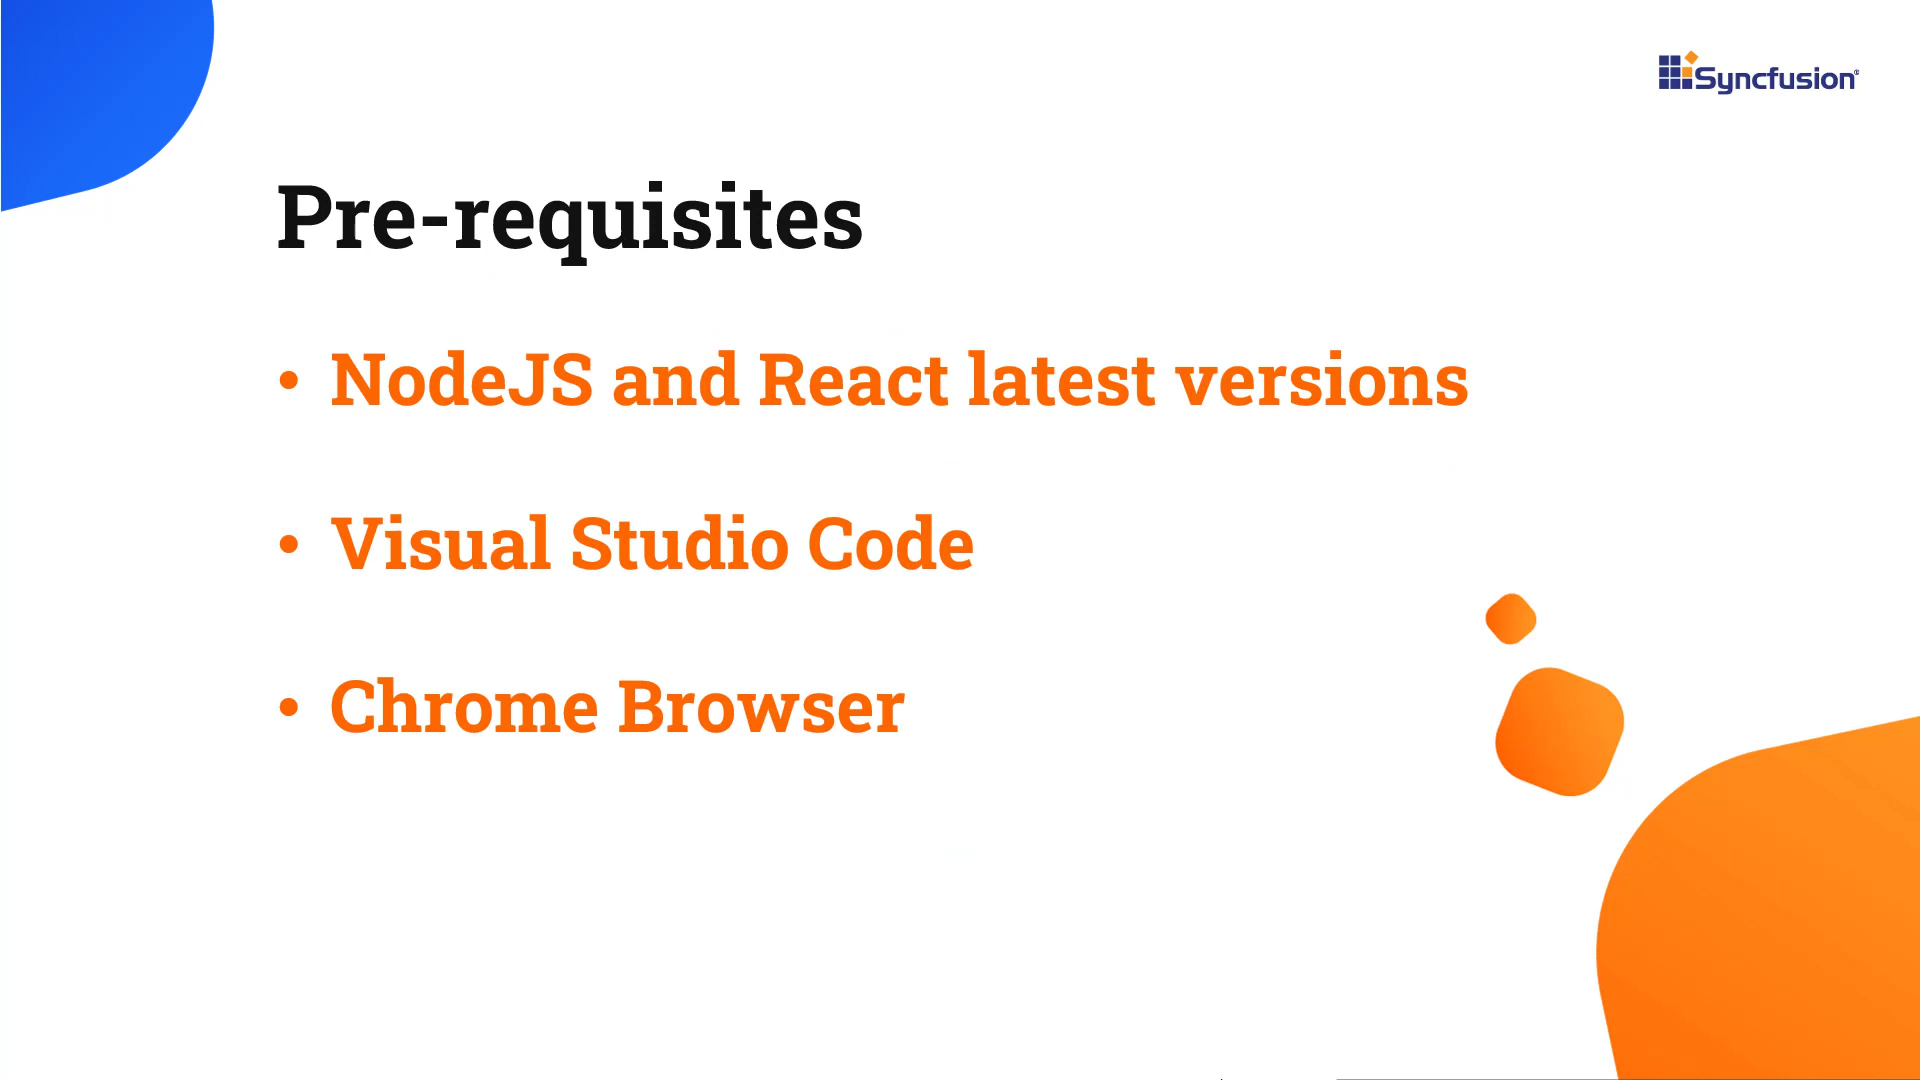 Syncfusion®
Pre-requisites
• NodeJS and React latest versions
• Visual Studio Code
• Chrome Browser